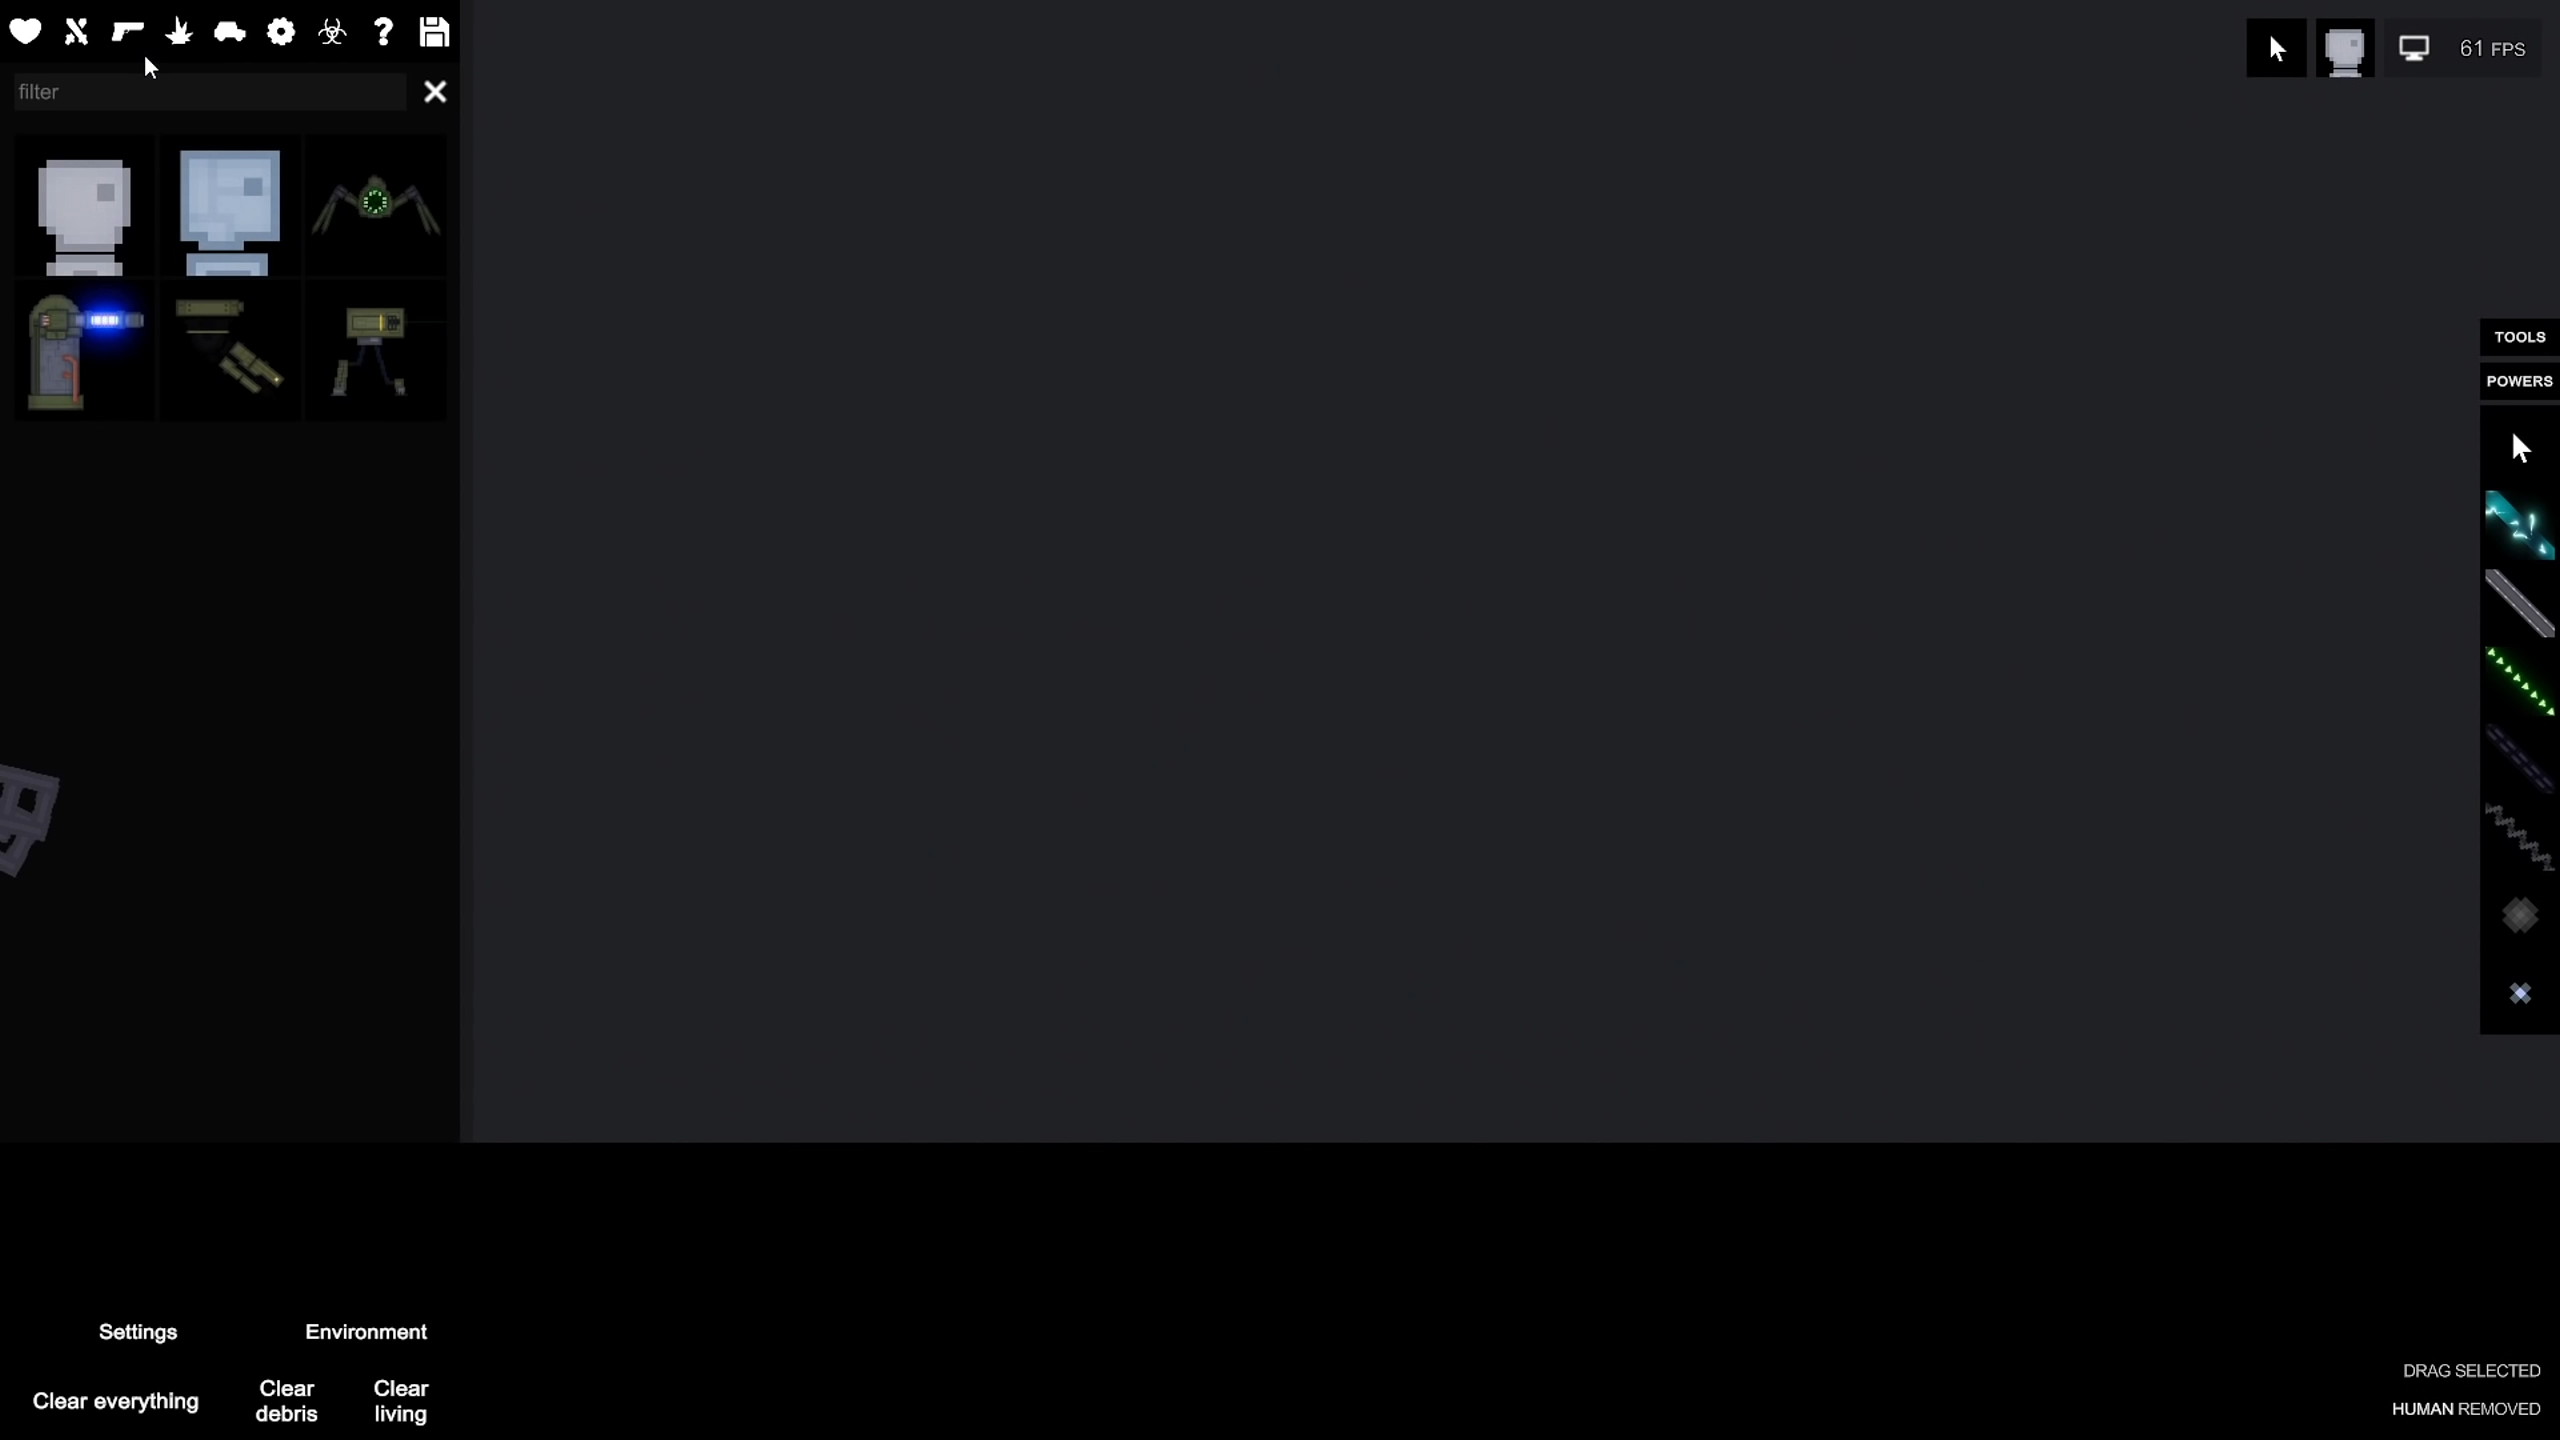 filter
61 FPS
TOOLS
POWERS
Settings
Environment
Clear everything
Clear
debris
Clear
living
DRAG SELECTED
HUMAN REMOVED